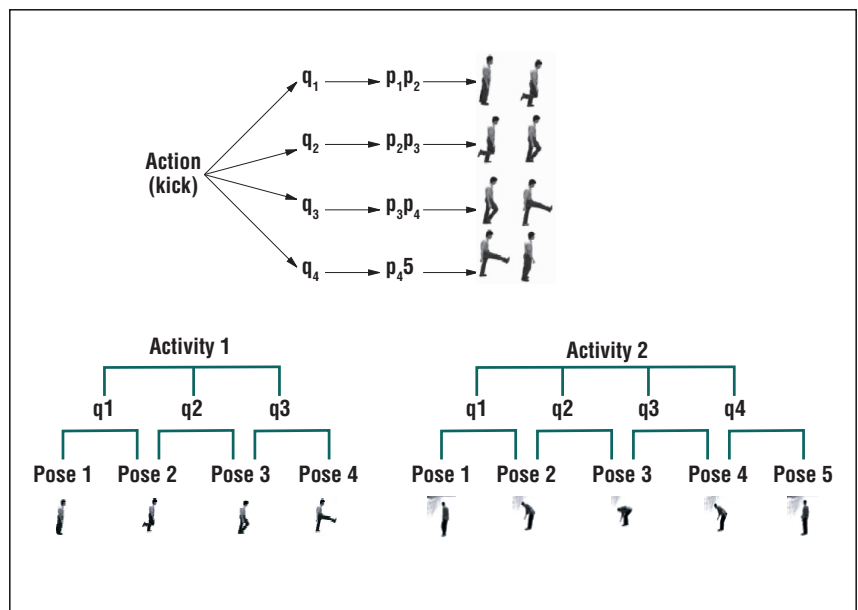 q₁ p₁p₂
q₂ p₂p₃
Action
(kick)
q₃ p₃p₄
q₄ p₄5
Activity 1
q1 q2 q3
Pose 1 Pose 2 Pose 3 Pose 4
Activity 2
q1 q2 q3 q4
Pose 1 Pose 2 Pose 3 Pose 4 Pose 5